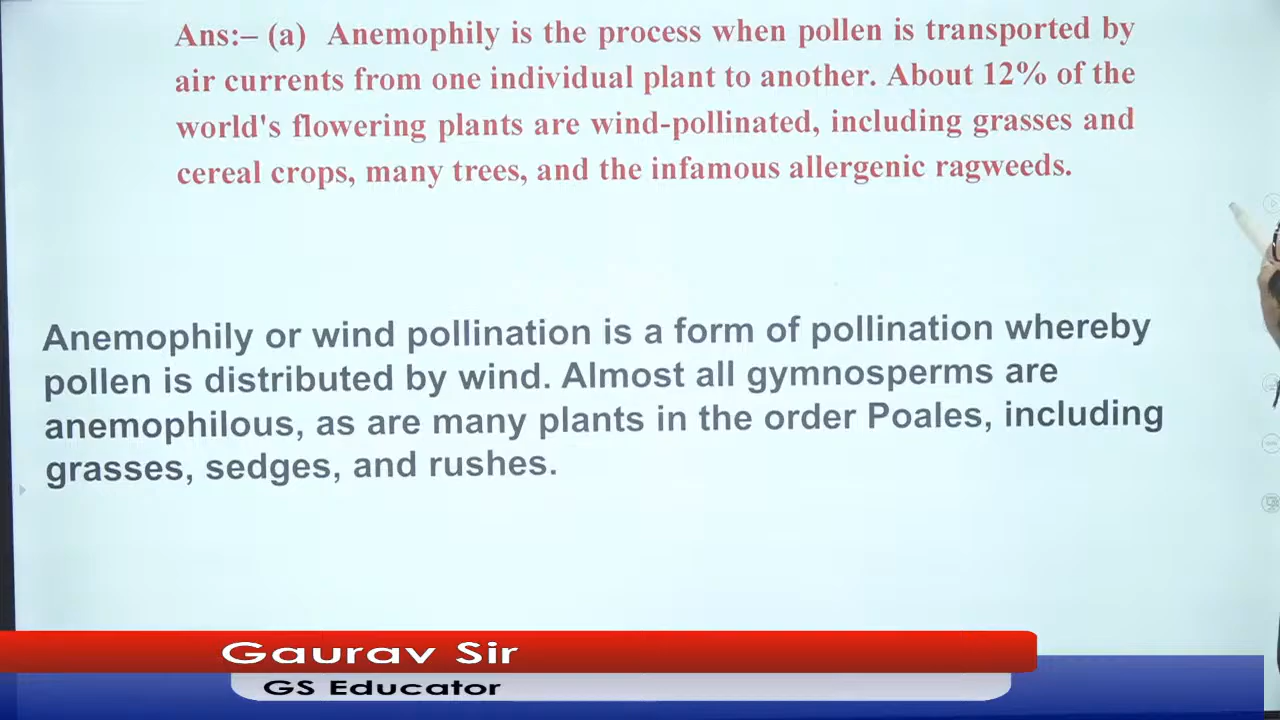 Ans:– (a) Anemophily is the process when pollen is transported by
air currents from one individual plant to another. About 12% of the
world's flowering plants are wind-pollinated, including grasses and
cereal crops, many trees, and the infamous allergenic ragweeds.
Anemophily or wind pollination is a form of pollination whereby
pollen is distributed by wind. Almost all gymnosperms are
anemophilous, as are many plants in the order Poales, including
grasses, sedges, and rushes.
Gaurav Sir
GS Educator